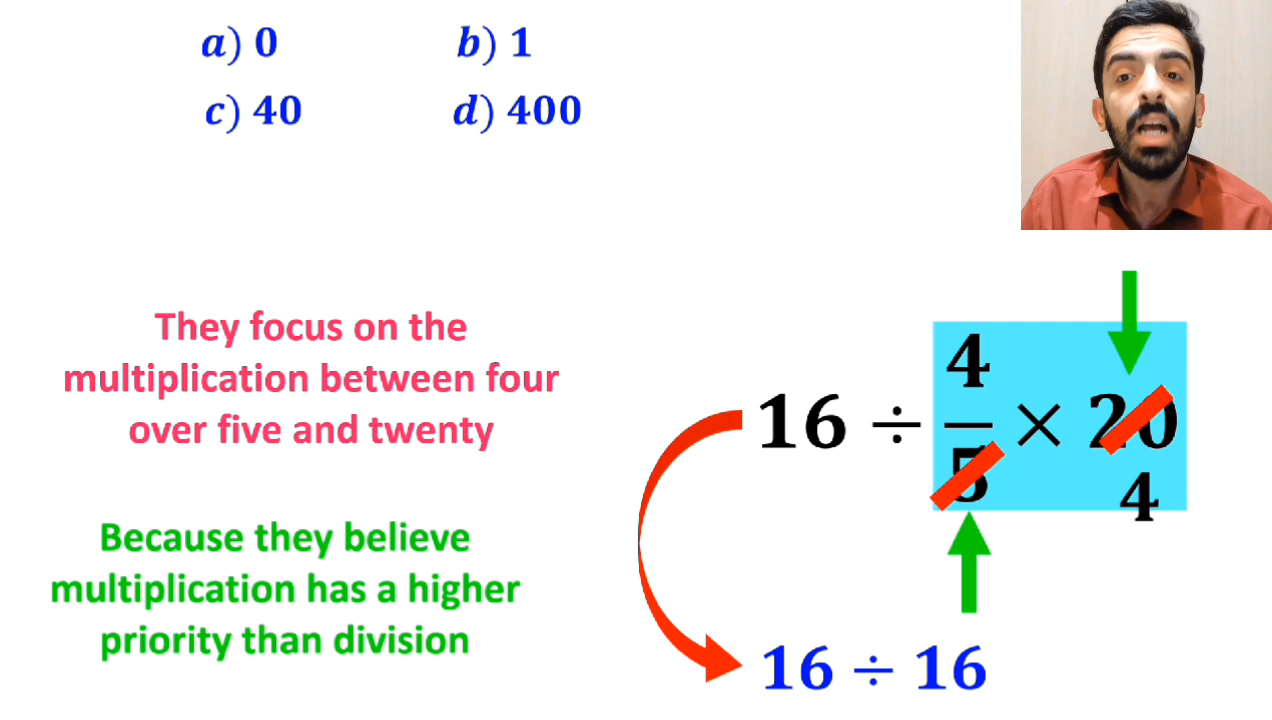 a) 0 b) 1
c) 40 d) 400
They focus on the
multiplication between four
over five and twenty
Because they believe
multiplication has a higher
priority than division
4
16 ÷ — × 20
5
4
16 ÷ 16